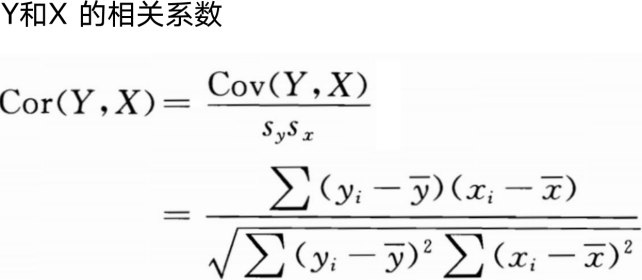 Y和X 的相关系数
Cor(Y,X)= Cov(Y,X) / s_y s_x
= ∑(y_i − ȳ)(x_i − x̄) / √(∑(y_i − ȳ)² ∑(x_i − x̄)²)